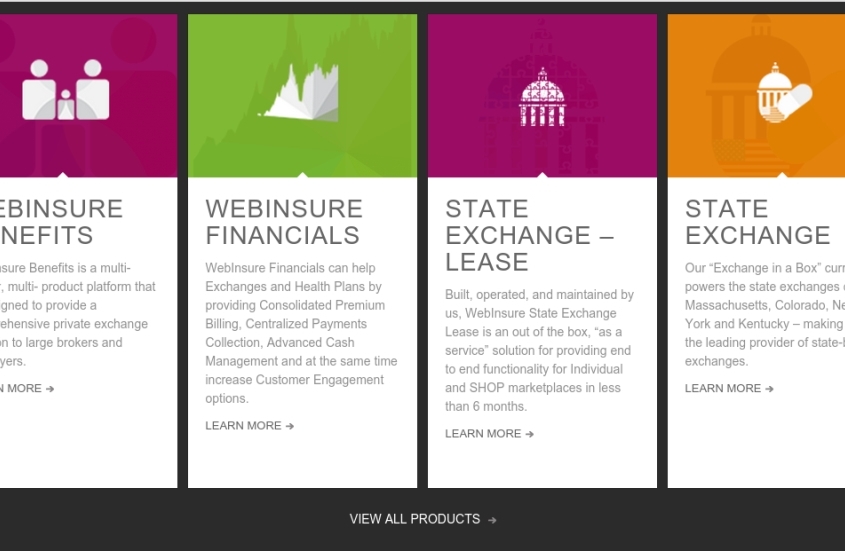 EBINSURE
NEFITS
sure Benefits is a multi-
, multi- product platform that
igned to provide a
rehensive private exchange
on to large brokers and
yers.
N MORE →
WEBINSURE
FINANCIALS
WebInsure Financials can help
Exchanges and Health Plans by
providing Consolidated Premium
Billing, Centralized Payments
Collection, Advanced Cash
Management and at the same time
increase Customer Engagement
options.
LEARN MORE →
STATE
EXCHANGE –
LEASE
Built, operated, and maintained by
us, WebInsure State Exchange
Lease is an out of the box, “as a
service” solution for providing end
to end functionality for Individual
and SHOP marketplaces in less
than 6 months.
LEARN MORE →
STATE
EXCHANGE
Our “Exchange in a Box” curr
powers the state exchanges
Massachusetts, Colorado, Ne
York and Kentucky – making
the leading provider of state-b
exchanges.
LEARN MORE →
VIEW ALL PRODUCTS →